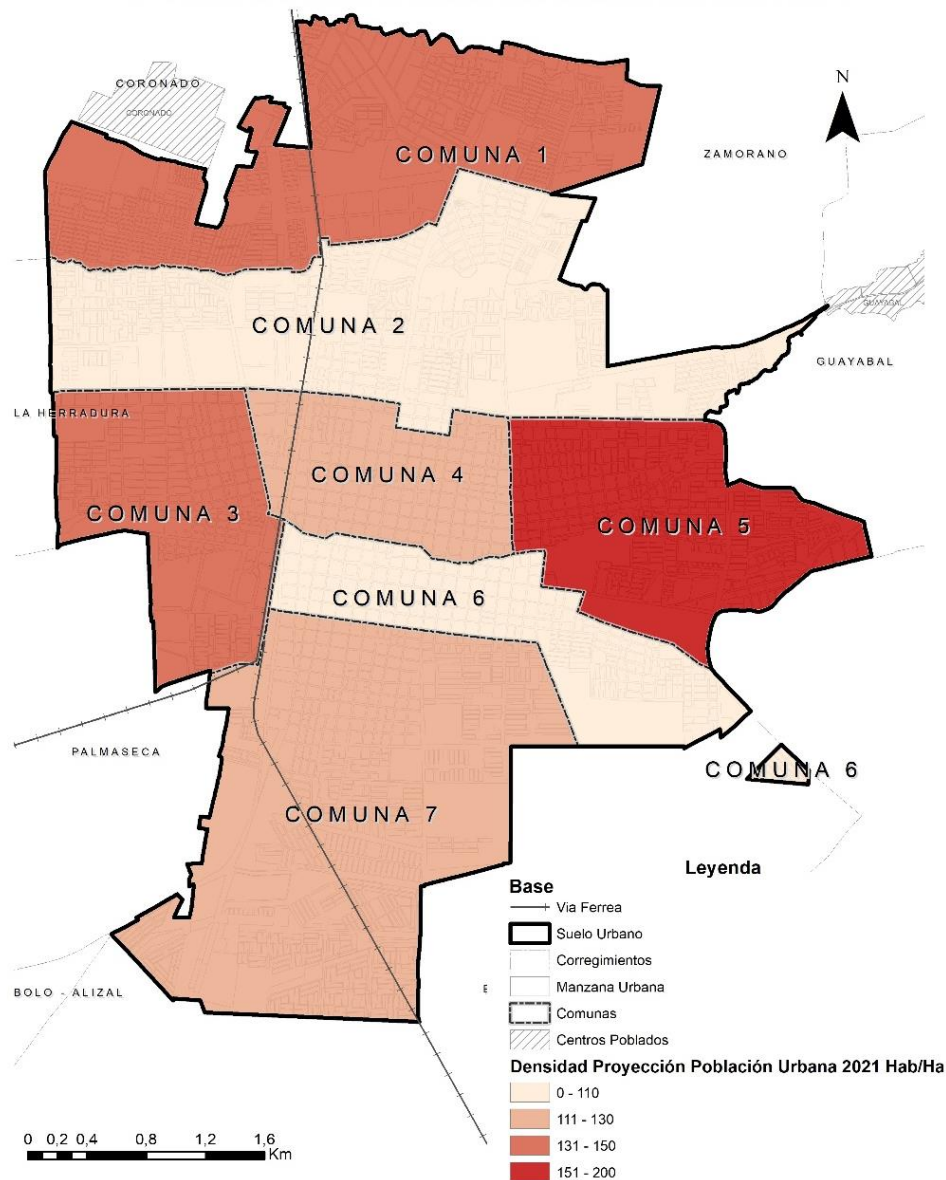 CORONADO
CORONADO
N
COMUNA 1
ZAMORANO
COMUNA 2
GUAYABAL
GUAYABAL
LA HERRADURA
COMUNA 4
COMUNA 3
COMUNA 5
COMUNA 6
PALMASECA
COMUNA 6
COMUNA 7
Leyenda
Base
Via Ferrea
Suelo Urbano
BOLO - ALIZAL
Corregimientos
Manzana Urbana
Comunas
Centros Poblados
Densidad Proyección Población Urbana 2021 Hab/Ha
0 - 110
111 - 130
131 - 150
151 - 200
0 0,2 0,4 0,8 1,2 1,6
Km